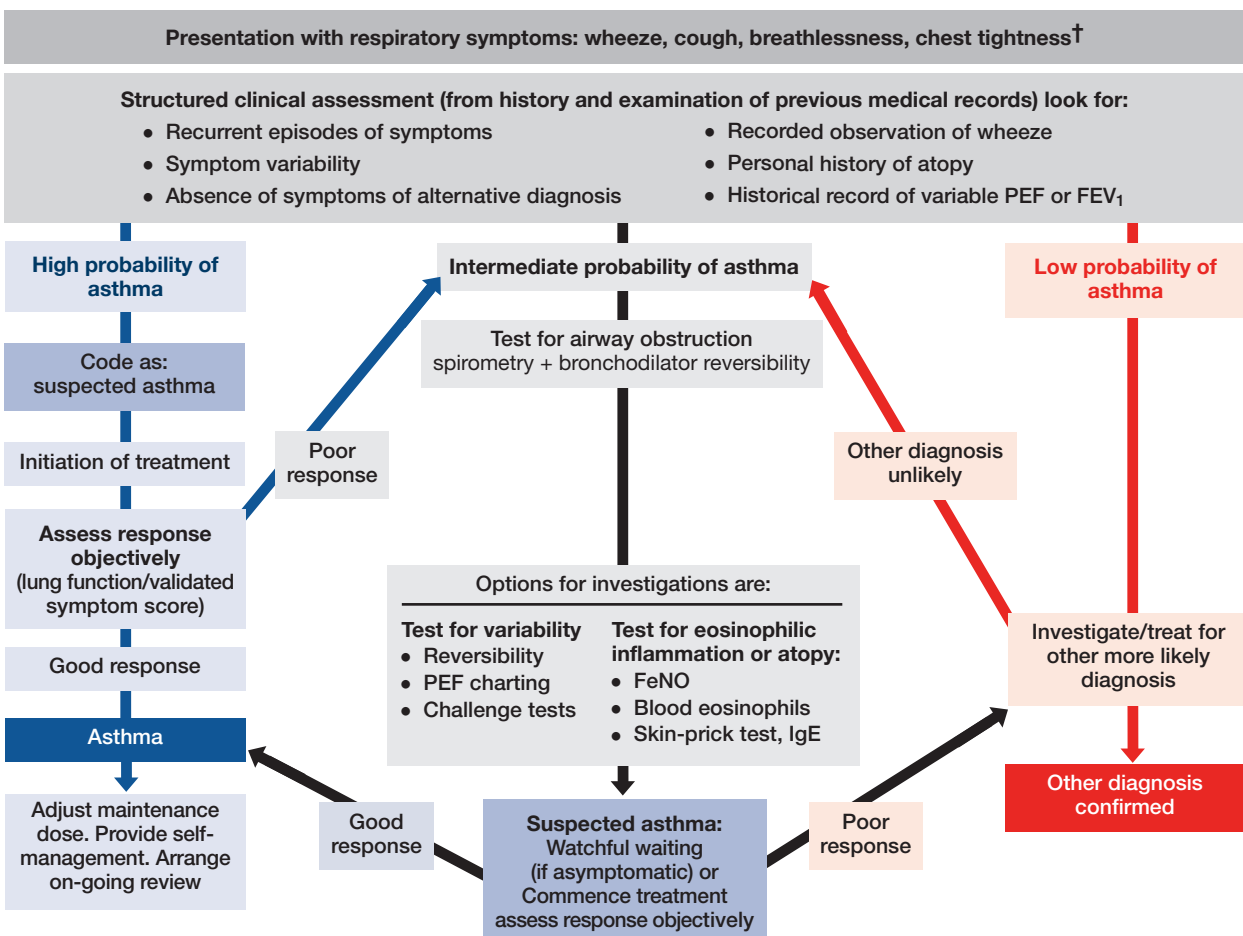 Presentation with respiratory symptoms: wheeze, cough, breathlessness, chest tightness†
Structured clinical assessment (from history and examination of previous medical records) look for:
• Recurrent episodes of symptoms
• Symptom variability
• Absence of symptoms of alternative diagnosis
• Recorded observation of wheeze
• Personal history of atopy
• Historical record of variable PEF or FEV₁
High probability of
asthma
Code as:
suspected asthma
Initiation of treatment
Assess response
objectively
(lung function/validated
symptom score)
Good response
Asthma
Adjust maintenance
dose. Provide self-
management. Arrange
on-going review
Poor
response
Intermediate probability of asthma
Test for airway obstruction
spirometry + bronchodilator reversibility
Options for investigations are:
Test for variability
• Reversibility
• PEF charting
• Challenge tests
Test for eosinophilic
inflammation or atopy:
• FeNO
• Blood eosinophils
• Skin-prick test, IgE
Good
response
Suspected asthma:
Watchful waiting
(if asymptomatic) or
Commence treatment
assess response objectively
Poor
response
Low probability of
asthma
Other diagnosis
unlikely
Investigate/treat for
other more likely
diagnosis
Other diagnosis
confirmed